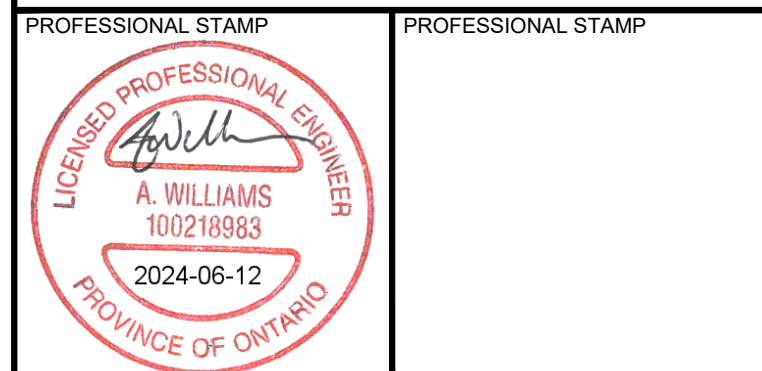 PROFESSIONAL STAMP
PROFESSIONAL STAMP
LICENSED PROFESSIONAL ENGINEER
A. WILLIAMS
100218983
2024-06-12
PROVINCE OF ONTARIO